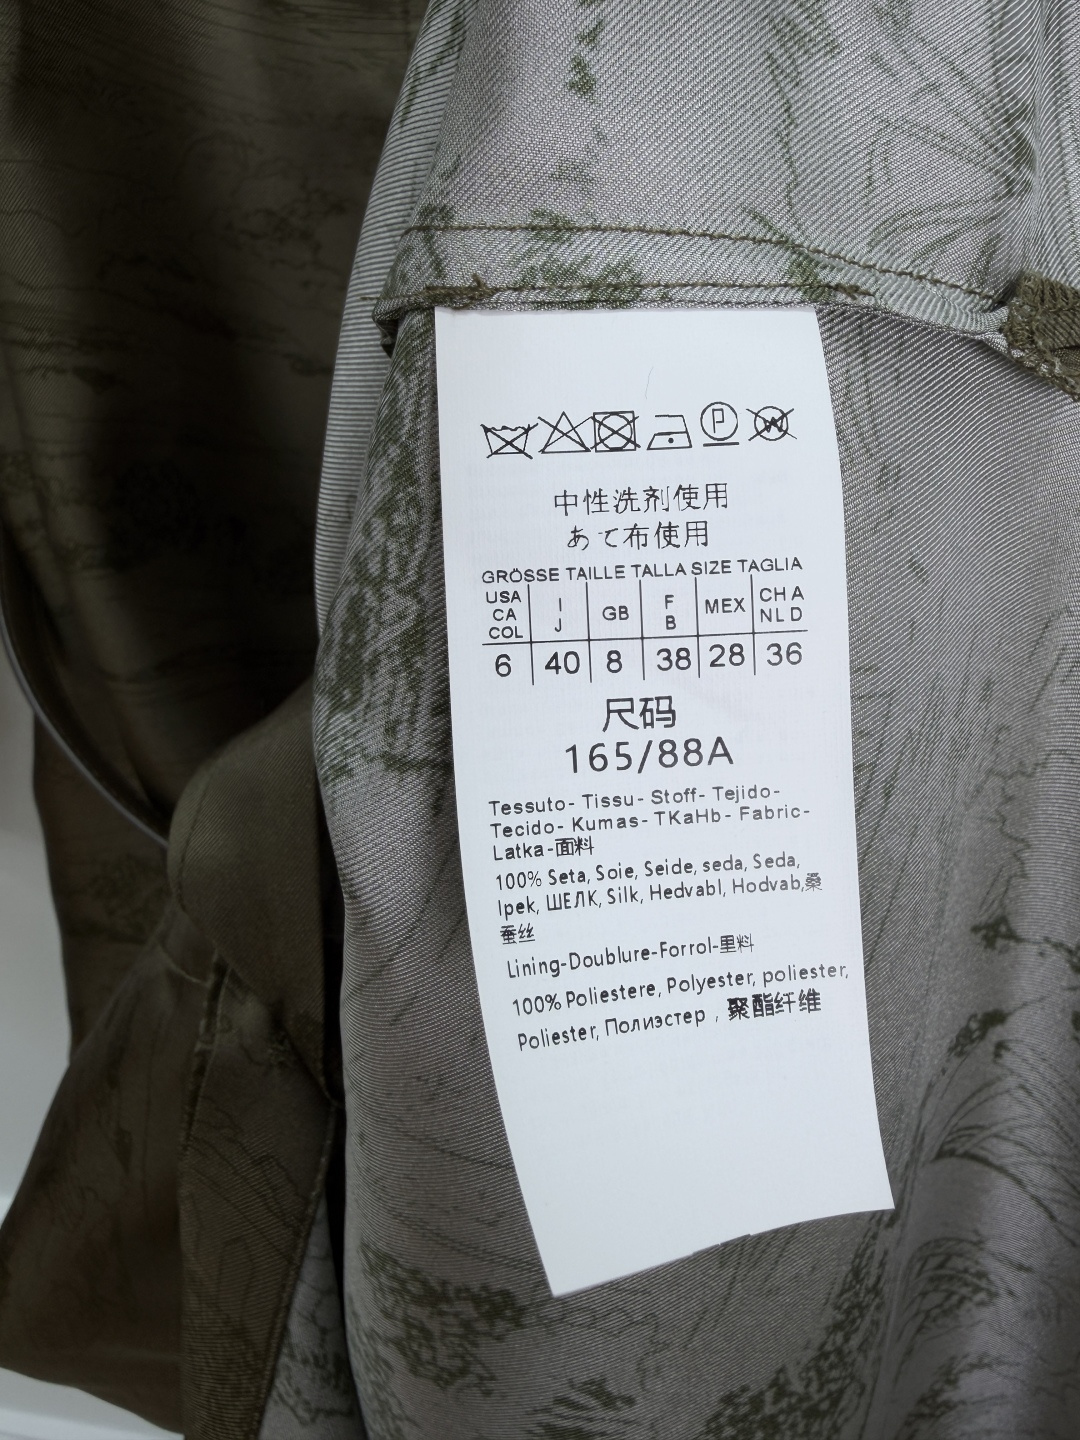 P W
中性洗剂使用
あて布使用
GRÖSSE TAILLE TALLA SIZE TAGLIA
USA CA COL | I J | GB | F B | MEX | CH A NL D
6 | 40 | 8 | 38 | 28 | 36
尺码
165/88A
Tessuto- Tissu- Stoff- Tejido-
Tecido- Kumas- TKaHb- Fabric-
Latka-面料
100% Seta, Soie, Seide, seda, Seda,
Ipek, ШЕЛК, Silk, Hedvabl, Hodvab,桑
蚕丝
Lining-Doublure-Forrol-里料
100% Poliestere, Polyester, poliester,
Poliester, Полиэстер , 聚酯纤维